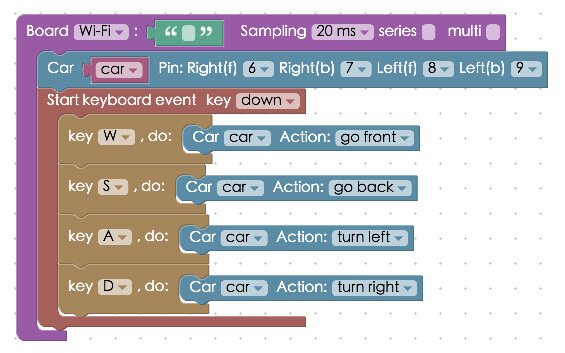 Board Wi-Fi : “ ” Sampling 20 ms series multi
Car car Pin: Right(f) 6 Right(b) 7 Left(f) 8 Left(b) 9
Start keyboard event key down
key W , do: Car car Action: go front
key S , do: Car car Action: go back
key A , do: Car car Action: turn left
key D , do: Car car Action: turn right